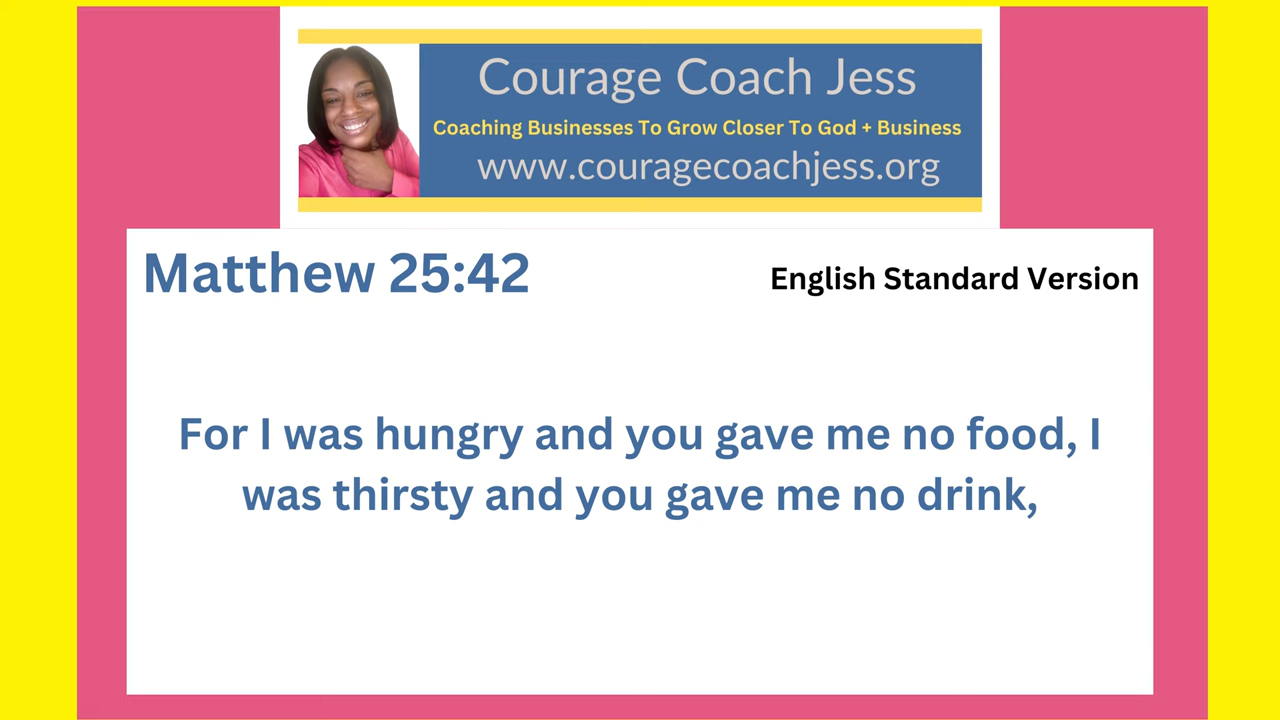 Courage Coach Jess
Coaching Businesses To Grow Closer To God + Business
www.couragecoachjess.org
Matthew 25:42
English Standard Version
For I was hungry and you gave me no food, I
was thirsty and you gave me no drink,